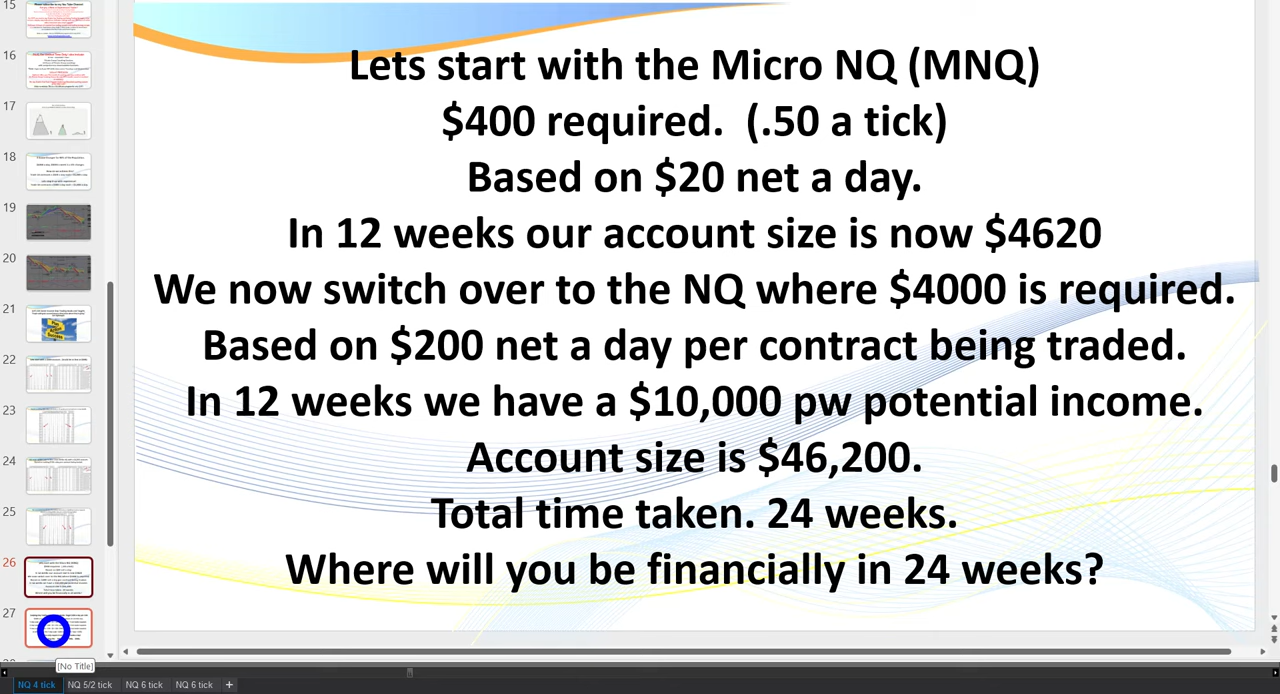 15
16
17
18
19
20
21
22
23
24
25
26
27
Lets start with the Micro NQ (MNQ)
$400 required.  (.50 a tick)
Based on $20 net a day.
In 12 weeks our account size is now $4620
We now switch over to the NQ where $4000 is required.
Based on $200 net a day per contract being traded.
In 12 weeks we have a $10,000 pw potential income.
Account size is $46,200.
Total time taken. 24 weeks.
Where will you be financially in 24 weeks?
[No Title]
NQ 4 tick NQ 5/2 tick NQ 6 tick NQ 6 tick +